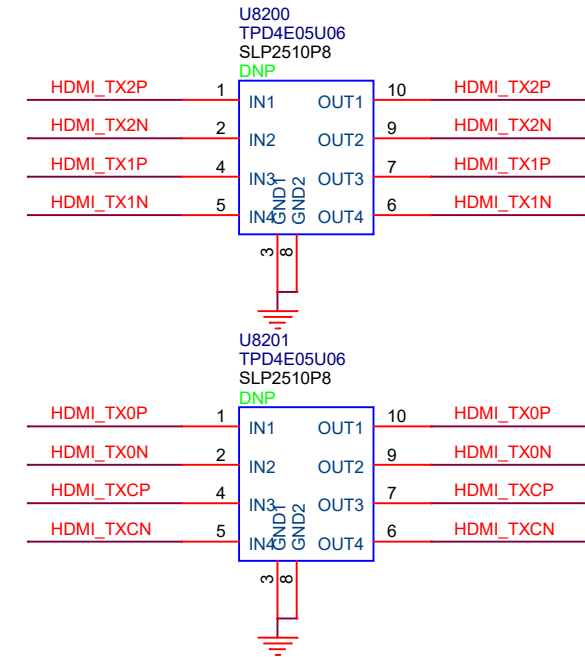 U8200
TPD4E05U06
SLP2510P8
DNP
HDMI_TX2P 1 IN1 OUT1 10 HDMI_TX2P
HDMI_TX2N 2 IN2 OUT2 9 HDMI_TX2N
HDMI_TX1P 4 IN3 OUT3 7 HDMI_TX1P
HDMI_TX1N 5 IN4 OUT4 6 HDMI_TX1N
GND1
GND2
3
8
U8201
TPD4E05U06
SLP2510P8
DNP
HDMI_TX0P 1 IN1 OUT1 10 HDMI_TX0P
HDMI_TX0N 2 IN2 OUT2 9 HDMI_TX0N
HDMI_TXCP 4 IN3 OUT3 7 HDMI_TXCP
HDMI_TXCN 5 IN4 OUT4 6 HDMI_TXCN
GND1
GND2
3
8